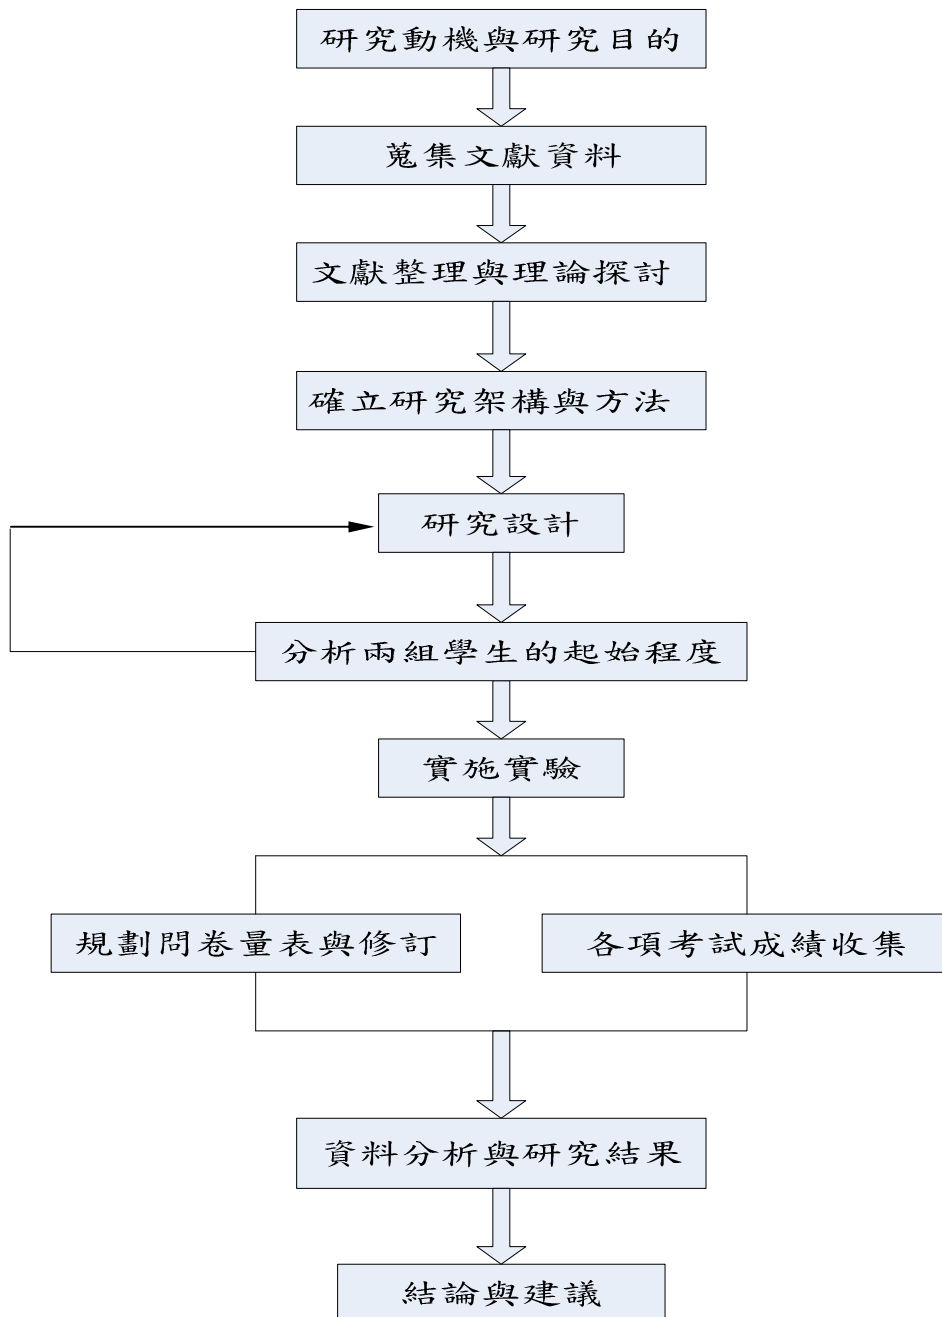 研究動機與研究目的
蒐集文獻資料
文獻整理與理論探討
確立研究架構與方法
研究設計
分析兩組學生的起始程度
實施實驗
規劃問卷量表與修訂
各項考試成績收集
資料分析與研究結果
結論與建議